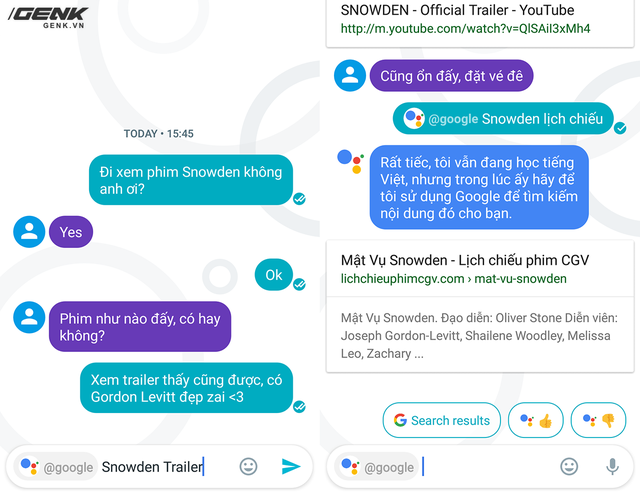 GENK
GENK.VN
TODAY • 15:45
Đi xem phim Snowden không
anh ơi?
Yes
Ok
Phim như nào đấy, có hay
không?
Xem trailer thấy cũng được, có
Gordon Levitt đẹp zai <3
@google Snowden Trailer
SNOWDEN - Official Trailer - YouTube
http://m.youtube.com/watch?v=QlSAiI3xMh4
Cũng ổn đấy, đặt vé đê
@google Snowden lịch chiếu
Rất tiếc, tôi vẫn đang học tiếng
Việt, nhưng trong lúc ấy hãy để
tôi sử dụng Google để tìm kiếm
nội dung đó cho bạn.
Mật Vụ Snowden - Lịch chiếu phim CGV
lichchieuphimcgv.com › mat-vu-snowden
Mật Vụ Snowden. Đạo diễn: Oliver Stone Diễn viên:
Joseph Gordon-Levitt, Shailene Woodley, Melissa
Leo, Zachary ...
Search results
@google